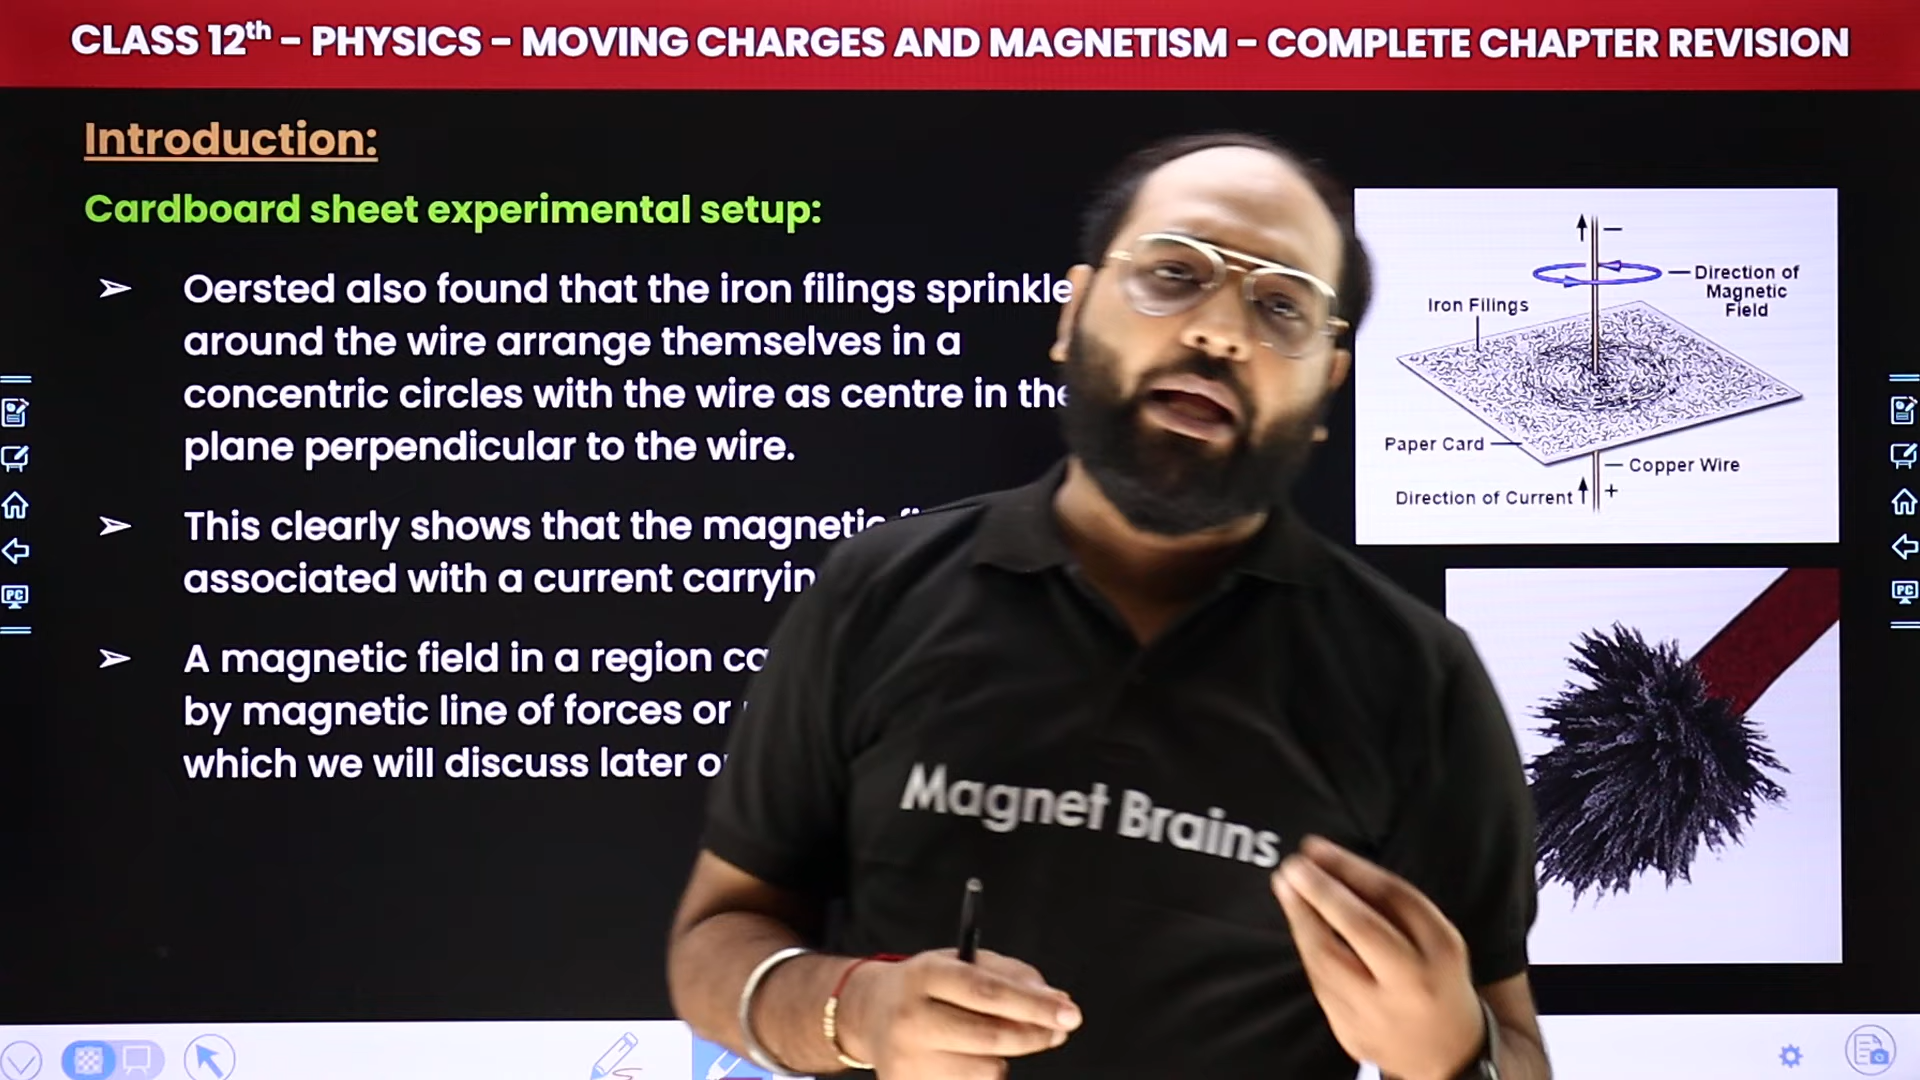 CLASS 12th – PHYSICS – MOVING CHARGES AND MAGNETISM – COMPLETE CHAPTER REVISION
Introduction:
Cardboard sheet experimental setup:
➢ Oersted also found that the iron filings sprinkle
around the wire arrange themselves in a
concentric circles with the wire as centre in the
plane perpendicular to the wire.
➢ This clearly shows that the magnetic
associated with a current
➢ A magnetic field in a region
by magnetic line of forces or
which we will discuss later
–
Direction of
Magnetic
Field
Iron Filings
Paper Card
Copper Wire
Direction of Current
+
Magnet Brains
PC
PC